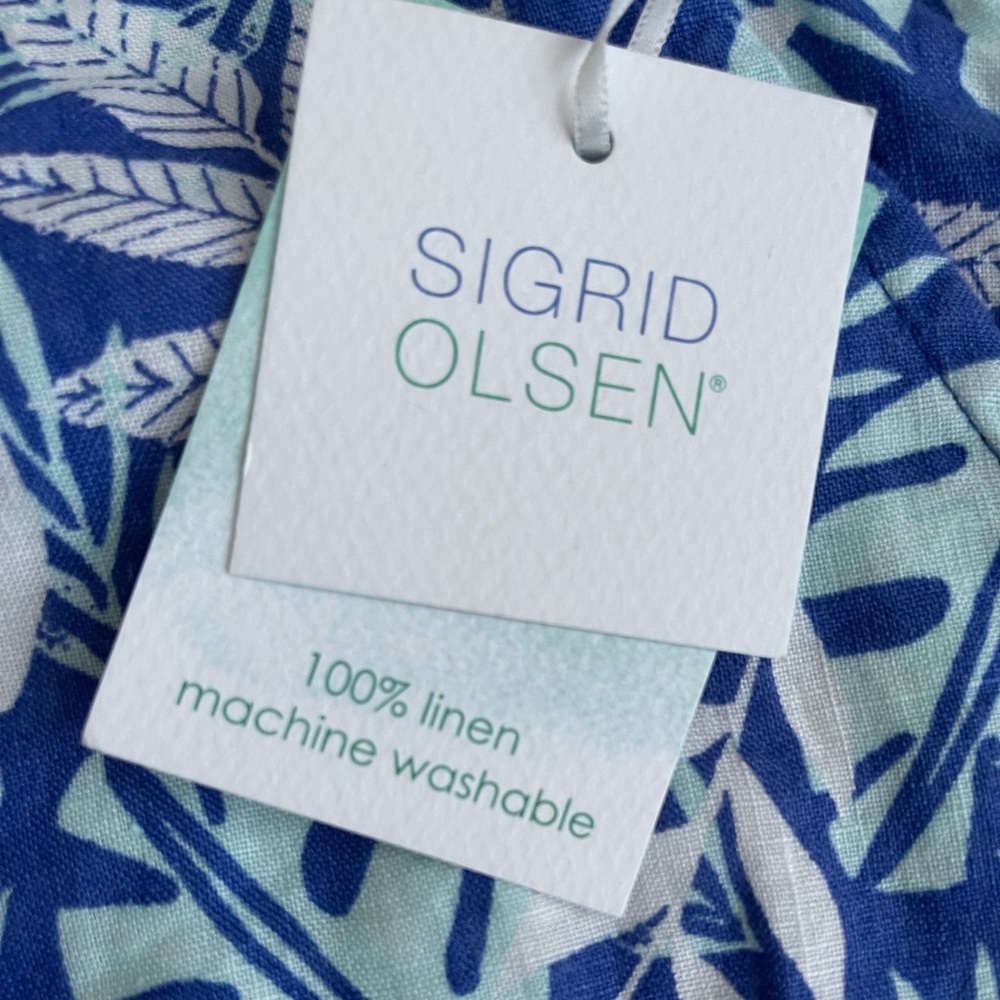 SIGRID
OLSEN®
100% linen
machine washable